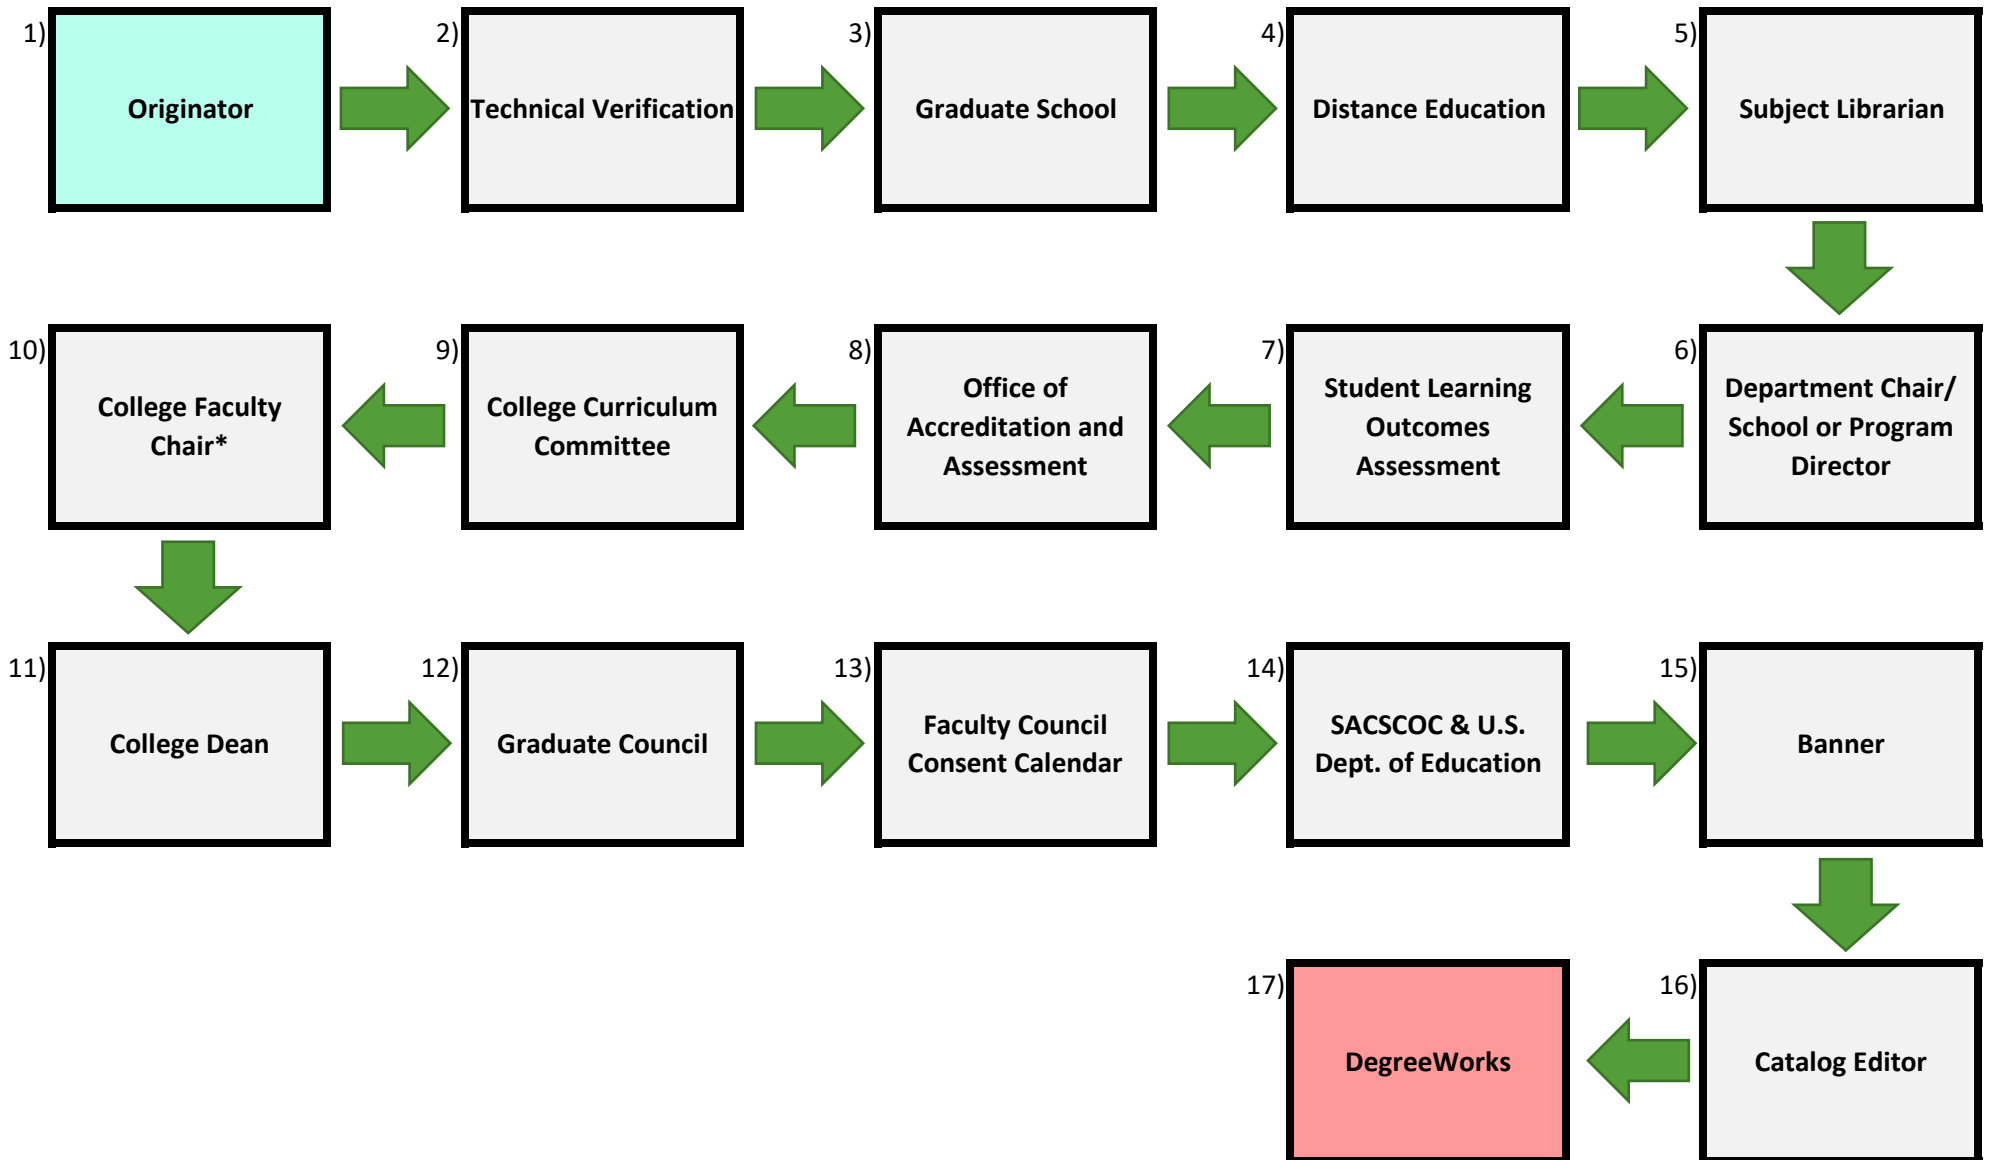 1)
Originator
2)
Technical Verification
3)
Graduate School
4)
Distance Education
5)
Subject Librarian
6)
Department Chair/
School or Program
Director
7)
Student Learning
Outcomes
Assessment
8)
Office of
Accreditation and
Assessment
9)
College Curriculum
Committee
10)
College Faculty
Chair*
11)
College Dean
12)
Graduate Council
13)
Faculty Council
Consent Calendar
14)
SACSCOC & U.S.
Dept. of Education
15)
Banner
16)
Catalog Editor
17)
DegreeWorks